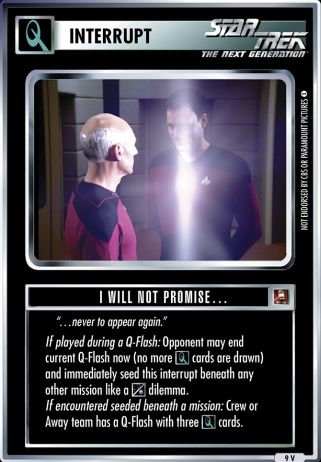 Q INTERRUPT
STAR TREK
THE NEXT GENERATION
NOT ENDORSED BY CBS OR PARAMOUNT PICTURES
I WILL NOT PROMISE...
"...never to appear again."
If played during a Q-Flash: Opponent may end
current Q-Flash now (no more Q cards are drawn)
and immediately seed this interrupt beneath any
other mission like a dilemma.
If encountered seeded beneath a mission: Crew or
Away team has a Q-Flash with three Q cards.
9 V